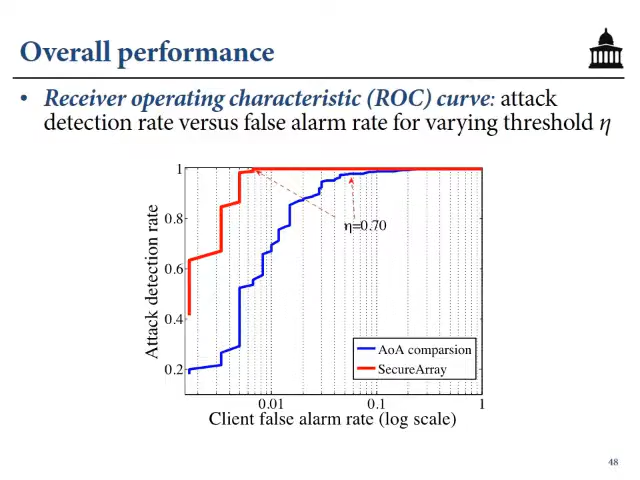 Overall performance
• Receiver operating characteristic (ROC) curve: attack
detection rate versus false alarm rate for varying threshold η
Attack detection rate
1
0.8
0.6
0.4
0.2
η=0.70
AoA comparsion
SecureArray
0.01
0.1
1
Client false alarm rate (log scale)
48